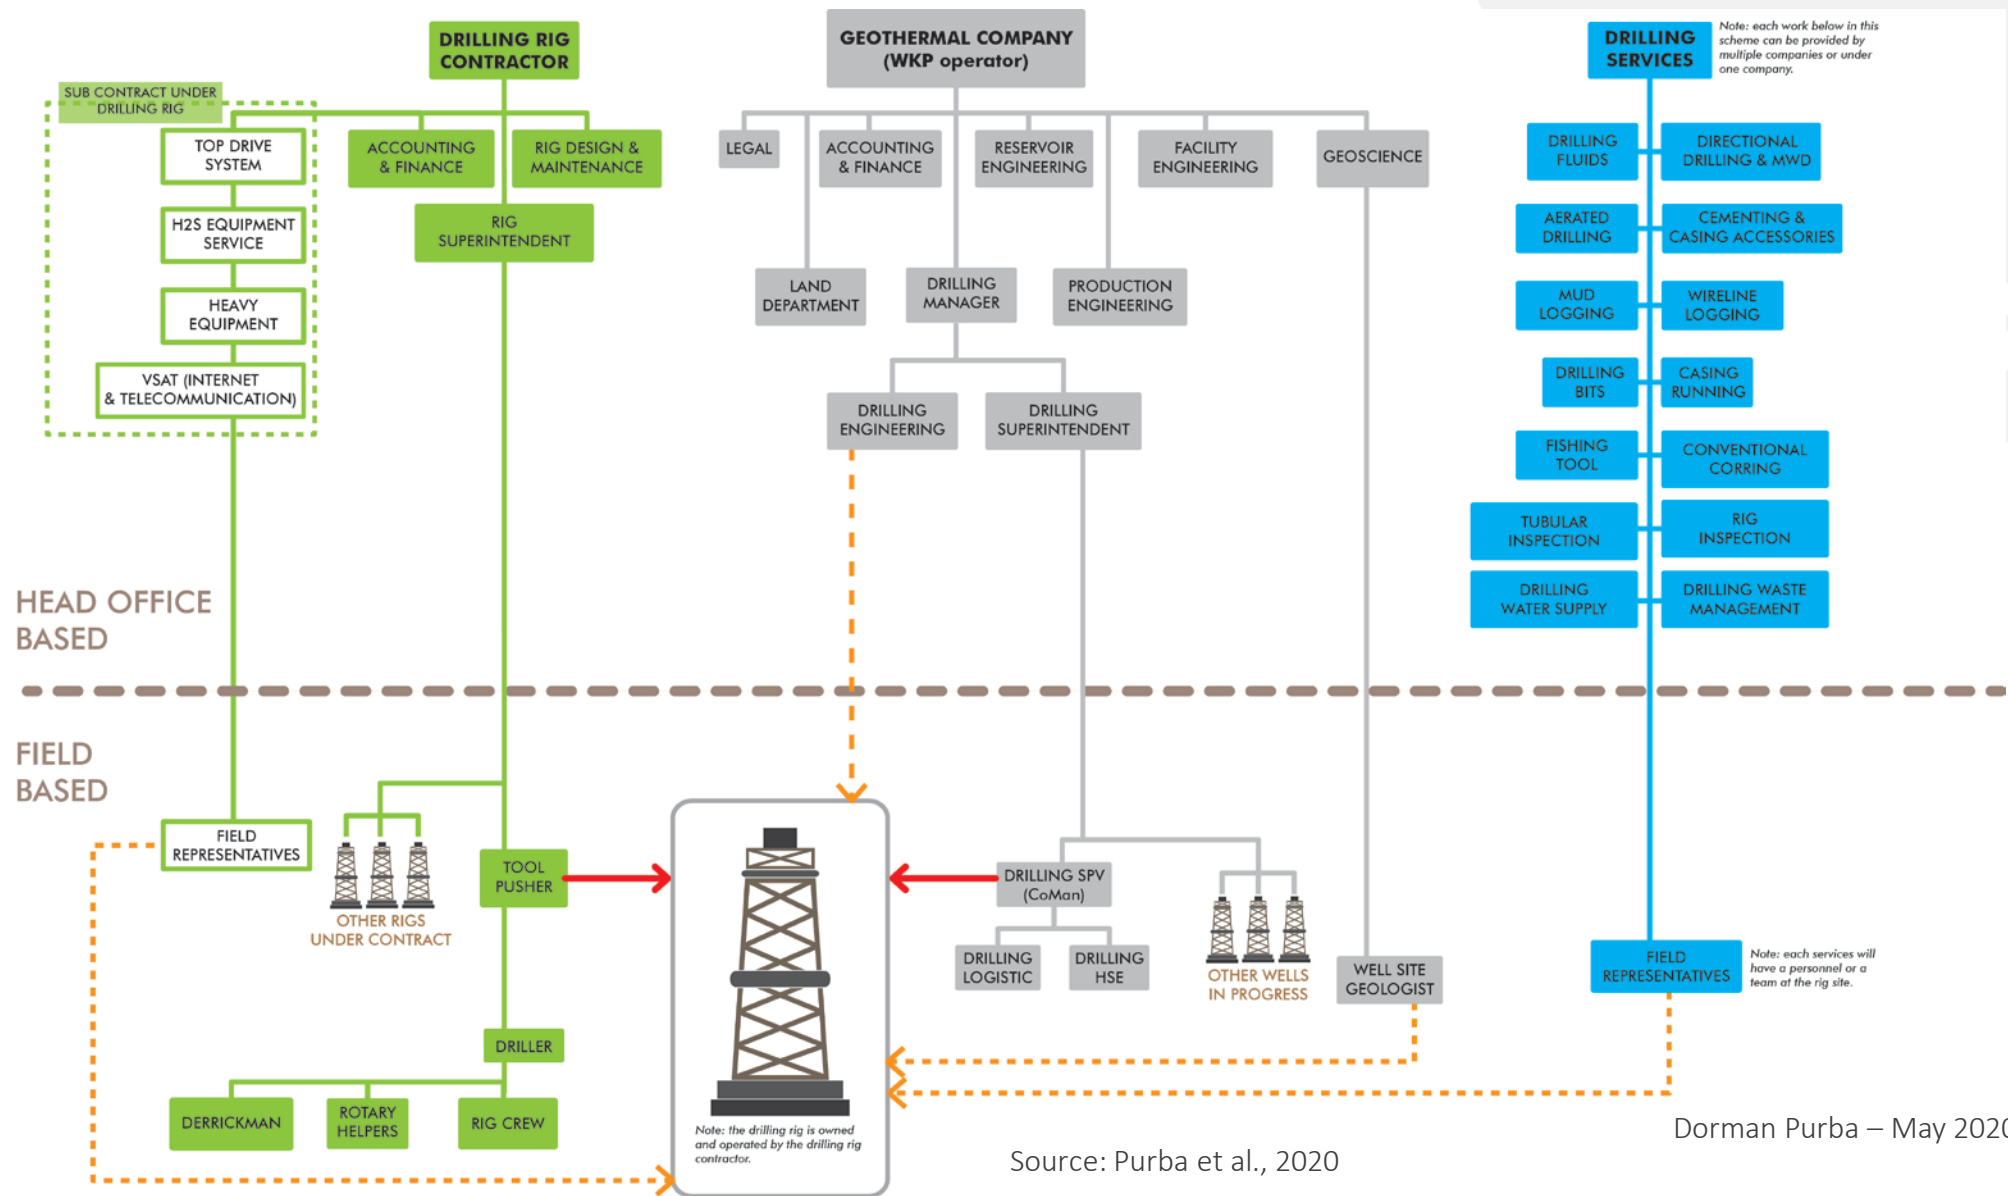 DRILLING RIG
CONTRACTOR
SUB CONTRACT UNDER
DRILLING RIG
TOP DRIVE
SYSTEM
H2S EQUIPMENT
SERVICE
HEAVY
EQUIPMENT
VSAT (INTERNET
& TELECOMMUNICATION)
ACCOUNTING
& FINANCE
RIG DESIGN &
MAINTENANCE
RIG
SUPERINTENDENT
GEOTHERMAL COMPANY
(WKP operator)
LEGAL
ACCOUNTING
& FINANCE
RESERVOIR
ENGINEERING
FACILITY
ENGINEERING
GEOSCIENCE
LAND
DEPARTMENT
DRILLING
MANAGER
PRODUCTION
ENGINEERING
DRILLING
ENGINEERING
DRILLING
SUPERINTENDENT
DRILLING
SERVICES
Note: each work below in this
scheme can be provided by
multiple companies or under
one company.
DRILLING
FLUIDS
DIRECTIONAL
DRILLING & MWD
AERATED
DRILLING
CEMENTING &
CASING ACCESSORIES
MUD
LOGGING
WIRELINE
LOGGING
DRILLING
BITS
CASING
RUNNING
FISHING
TOOL
CONVENTIONAL
CORRING
TUBULAR
INSPECTION
RIG
INSPECTION
DRILLING
WATER SUPPLY
DRILLING WASTE
MANAGEMENT
HEAD OFFICE
BASED
FIELD
BASED
FIELD
REPRESENTATIVES
OTHER RIGS
UNDER CONTRACT
TOOL
PUSHER
DRILLER
DERRICKMAN
ROTARY
HELPERS
RIG CREW
Note: the drilling rig is owned
and operated by the drilling rig
contractor.
DRILLING SPV
(CoMan)
DRILLING
LOGISTIC
DRILLING
HSE
OTHER WELLS
IN PROGRESS
WELL SITE
GEOLOGIST
FIELD
REPRESENTATIVES
Note: each services will
have a personnel or a
team at the rig site.
Dorman Purba – May 2020
Source: Purba et al., 2020